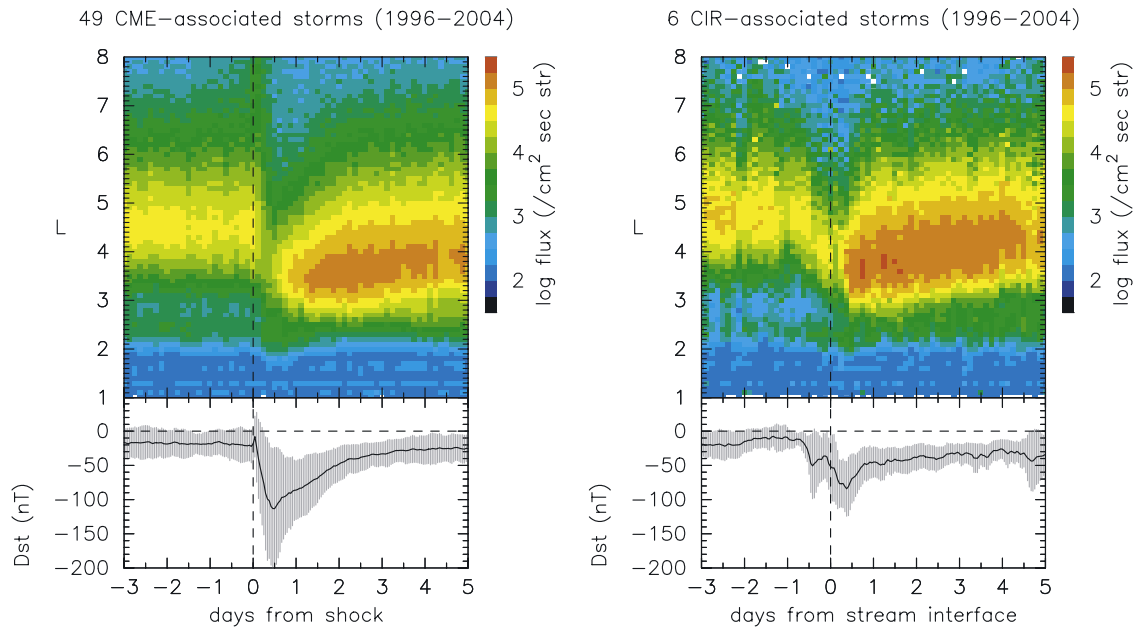 49 CME−associated storms (1996−2004)
6 CIR−associated storms (1996−2004)
8
7
6
5
4
3
2
1
L
5
4
3
2
log flux (/cm² sec str)
8
7
6
5
4
3
2
1
L
5
4
3
2
log flux (/cm² sec str)
0
−50
−100
−150
−200
Dst (nT)
−3 −2 −1 0 1 2 3 4 5
days from shock
0
−50
−100
−150
−200
Dst (nT)
−3 −2 −1 0 1 2 3 4 5
days from stream interface